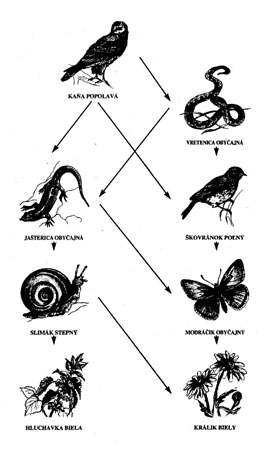 KAŇA POPOLAVÁ
VRETENICA OBYČAJNÁ
JAŠTERICA OBYČAJNÁ
ŠKOVRÁNOK POĽNÝ
SLIMÁK STEPNÝ
MODRÁČIK OBYČAJNÝ
HLUCHAVKA BIELA
KRÁLIK BIELY